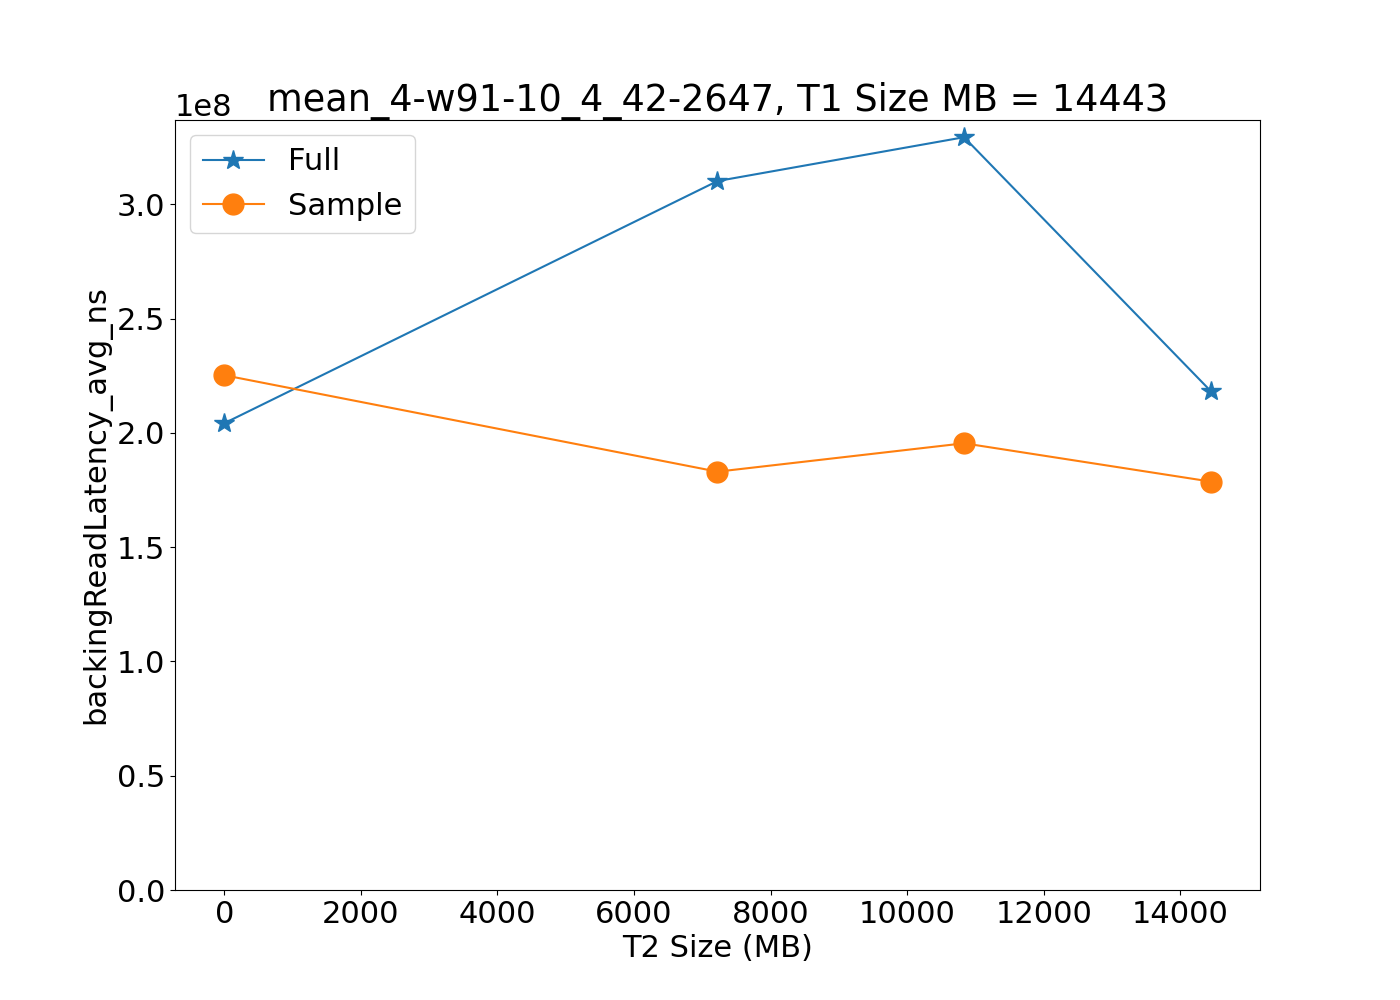 1e8
mean_4-w91-10_4_42-2647, T1 Size MB = 14443
Full
Sample
backingReadLatency_avg_ns
3.0
2.5
2.0
1.5
1.0
0.5
0.0
0 2000 4000 6000 8000 10000 12000 14000
T2 Size (MB)